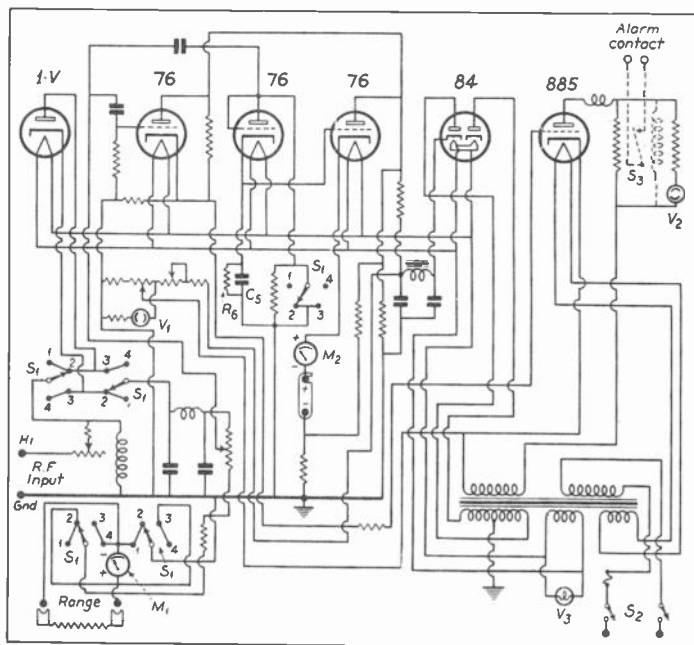 Alarm
contact
1-V
76
76
76
84
885
S3
V2
1
S1
4
2
3
R6
C5
V1
+
M2
-
+
-
1
2
3
4
S1
S1
4
3
2
1
H1
R.F
Input
Gnd
2
3
2
3
1
S1
4
1
S1
4
-
+
M1
Range
V3
S2